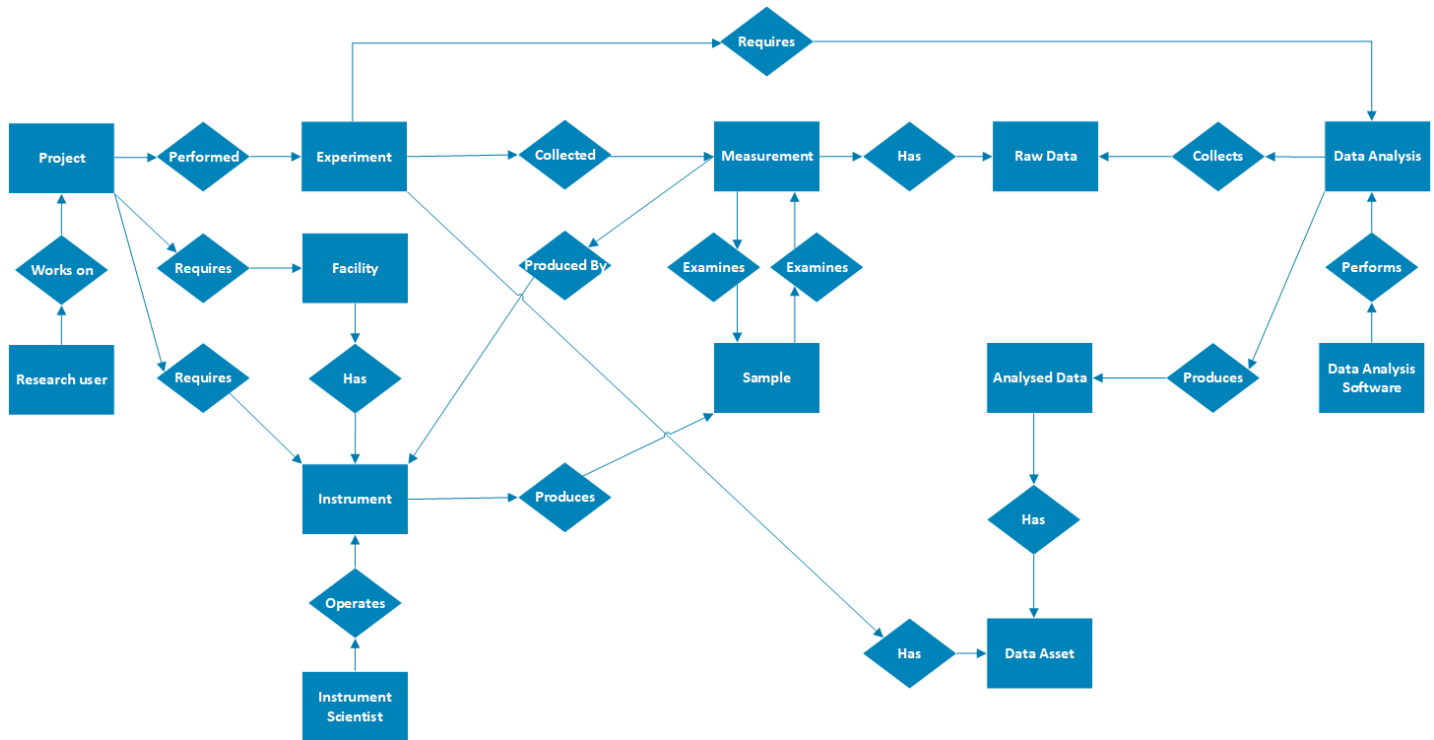 Requires
Project
Performed
Experiment
Collected
Measurement
Has
Raw Data
Collects
Data Analysis
Works on
Requires
Facility
Produced By
Examines
Examines
Performs
Research user
Requires
Has
Sample
Analysed Data
Produces
Data Analysis
Software
Instrument
Produces
Has
Operates
Has
Data Asset
Instrument
Scientist